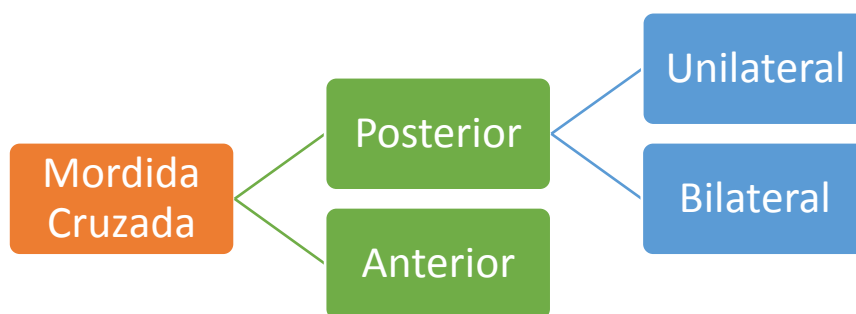 Mordida
Cruzada
Posterior
Anterior
Unilateral
Bilateral